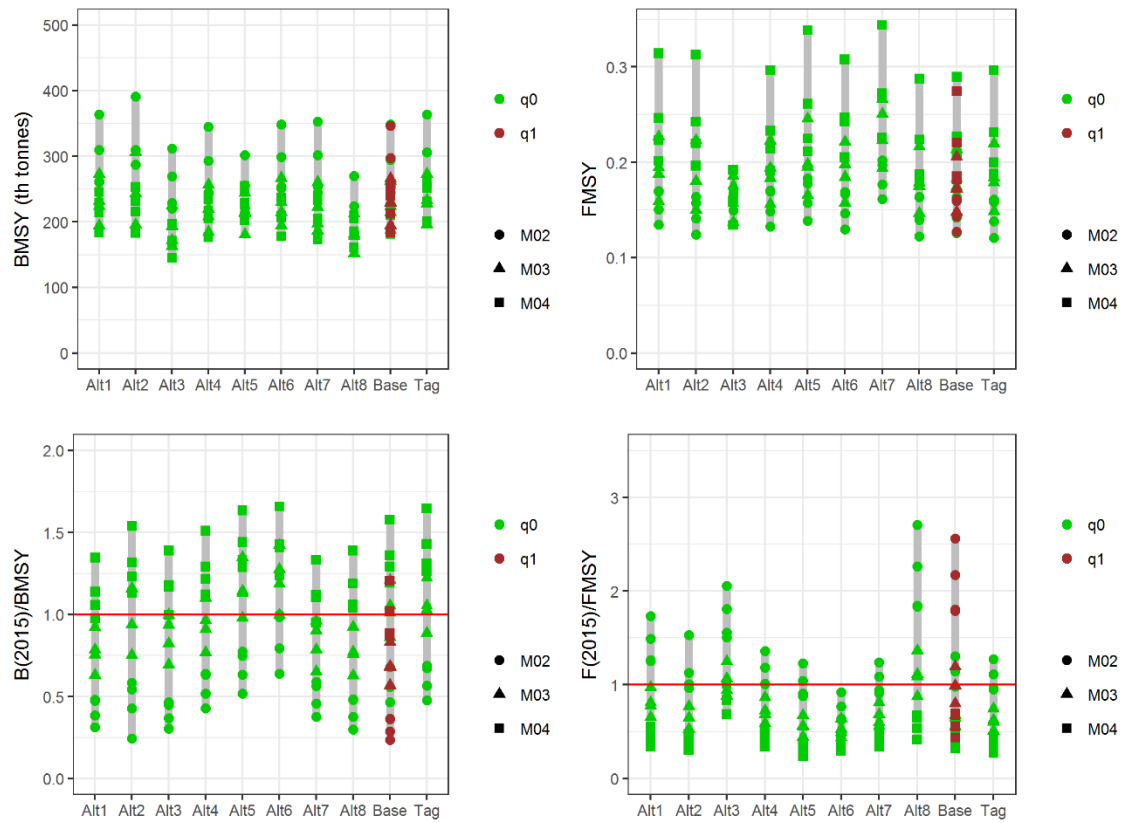 BMSY (th tonnes)
500
400
300
200
100
0
Alt1 Alt2 Alt3 Alt4 Alt5 Alt6 Alt7 Alt8 Base Tag
q0
q1
M02
M03
M04
FMSY
0.3
0.2
0.1
0.0
Alt1 Alt2 Alt3 Alt4 Alt5 Alt6 Alt7 Alt8 Base Tag
q0
q1
M02
M03
M04
B(2015)/BMSY
2.0
1.5
1.0
0.5
0.0
Alt1 Alt2 Alt3 Alt4 Alt5 Alt6 Alt7 Alt8 Base Tag
q0
q1
M02
M03
M04
F(2015)/FMSY
3
2
1
0
Alt1 Alt2 Alt3 Alt4 Alt5 Alt6 Alt7 Alt8 Base Tag
q0
q1
M02
M03
M04